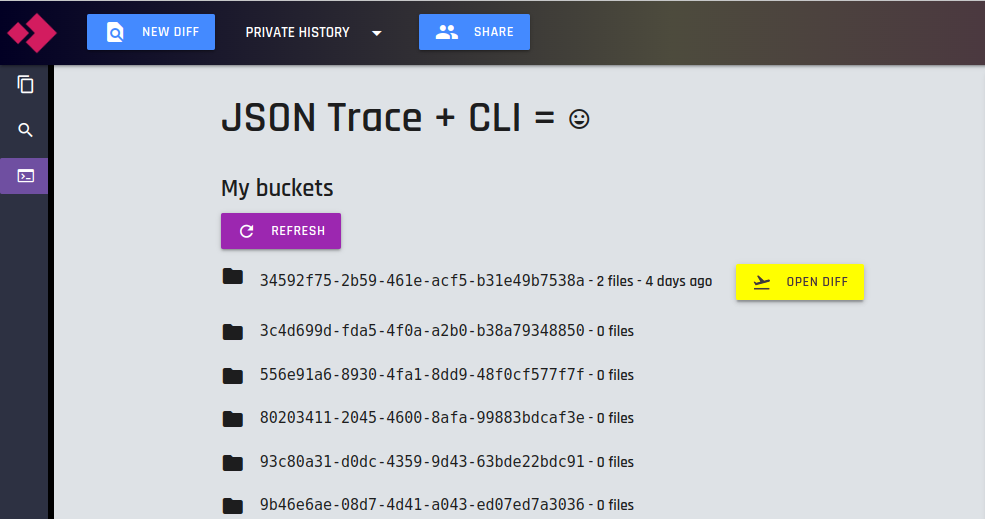 NEW DIFF PRIVATE HISTORY SHARE
JSON Trace + CLI =
My buckets
REFRESH
34592f75-2b59-461e-acf5-b31e49b7538a - 2 files - 4 days ago OPEN DIFF
3c4d699d-fda5-4f0a-a2b0-b38a79348850 - 0 files
556e91a6-8930-4fa1-8dd9-48f0cf577f7f - 0 files
80203411-2045-4600-8afa-99883bdcaf3e - 0 files
93c80a31-d0dc-4359-9d43-63bde22bdc91 - 0 files
9b46e6ae-08d7-4d41-a043-ed07ed7a3036 - 0 files